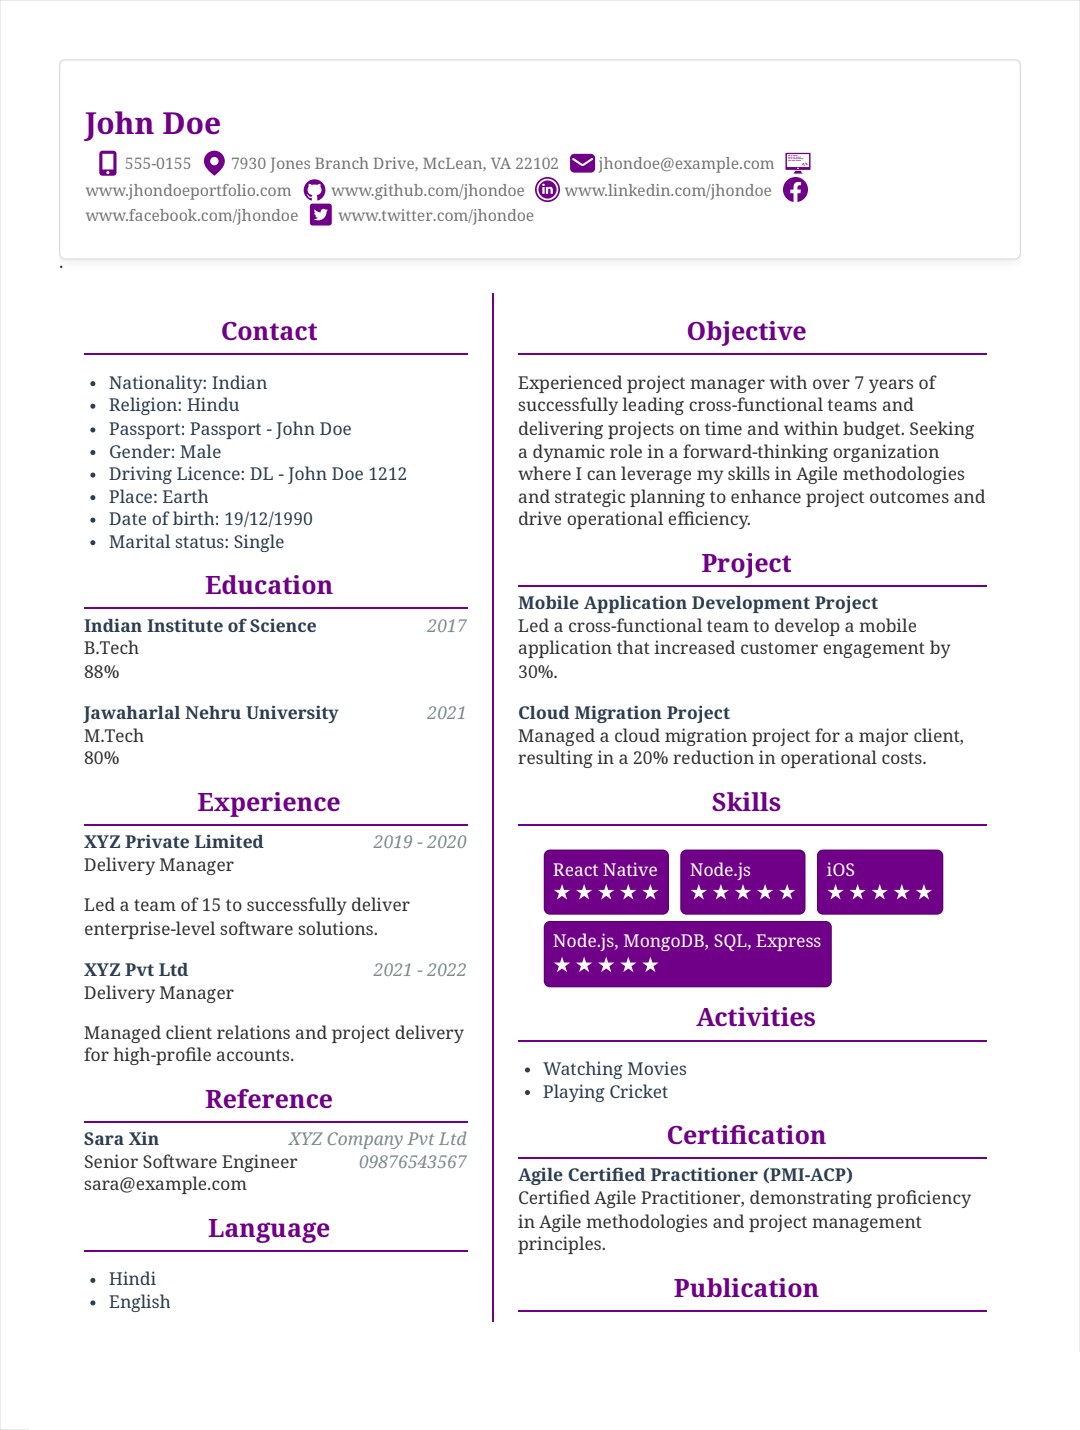 John Doe
555-0155 7930 Jones Branch Drive, McLean, VA 22102 jhondoe@example.com
www.jhondoeportfolio.com www.github.com/jhondoe www.linkedin.com/jhondoe
www.facebook.com/jhondoe www.twitter.com/jhondoe
.
Contact
• Nationality: Indian
• Religion: Hindu
• Passport: Passport - John Doe
• Gender: Male
• Driving Licence: DL - John Doe 1212
• Place: Earth
• Date of birth: 19/12/1990
• Marital status: Single
Education
Indian Institute of Science 2017
B.Tech
88%
Jawaharlal Nehru University 2021
M.Tech
80%
Experience
XYZ Private Limited 2019 - 2020
Delivery Manager
Led a team of 15 to successfully deliver
enterprise-level software solutions.
XYZ Pvt Ltd 2021 - 2022
Delivery Manager
Managed client relations and project delivery
for high-profile accounts.
Reference
Sara Xin XYZ Company Pvt Ltd
Senior Software Engineer 09876543567
sara@example.com
Language
• Hindi
• English
Objective
Experienced project manager with over 7 years of
successfully leading cross-functional teams and
delivering projects on time and within budget. Seeking
a dynamic role in a forward-thinking organization
where I can leverage my skills in Agile methodologies
and strategic planning to enhance project outcomes and
drive operational efficiency.
Project
Mobile Application Development Project
Led a cross-functional team to develop a mobile
application that increased customer engagement by
30%.
Cloud Migration Project
Managed a cloud migration project for a major client,
resulting in a 20% reduction in operational costs.
Skills
React Native Node.js iOS
★ ★ ★ ★ ★ ★ ★ ★ ★ ★ ★ ★ ★ ★ ★
Node.js, MongoDB, SQL, Express
★ ★ ★ ★ ★
Activities
• Watching Movies
• Playing Cricket
Certification
Agile Certified Practitioner (PMI-ACP)
Certified Agile Practitioner, demonstrating proficiency
in Agile methodologies and project management
principles.
Publication